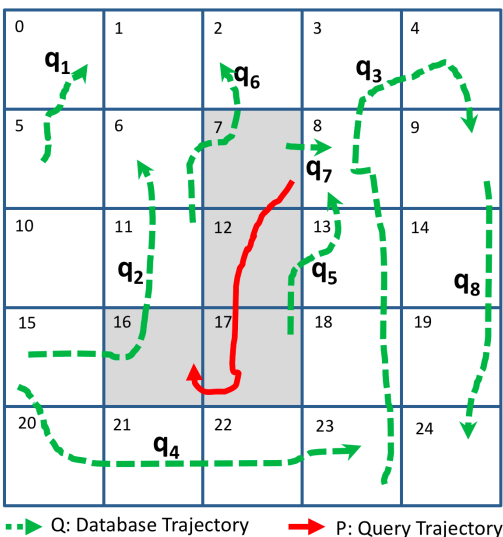 0 1 2 3 4
q1 q6 q3
5 6 7 8 9
q7
10 11 12 13 14
q2 q5 q8
15 16 17 18 19
20 21 22 23 24
q4
Q: Database Trajectory P: Query Trajectory